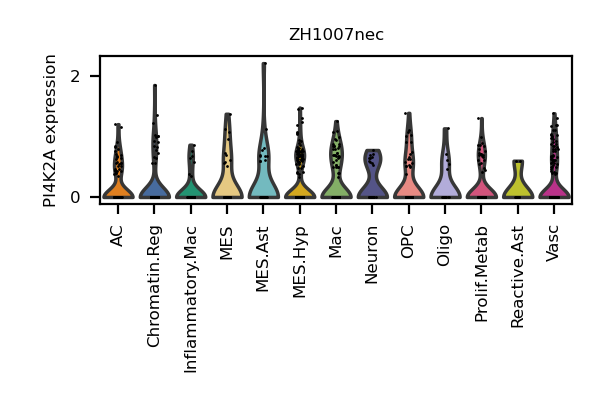 ZH1007nec
PI4K2A expression
2
0
AC
Chromatin.Reg
Inflammatory.Mac
MES
MES.Ast
MES.Hyp
Mac
Neuron
OPC
Oligo
Prolif.Metab
Reactive.Ast
Vasc